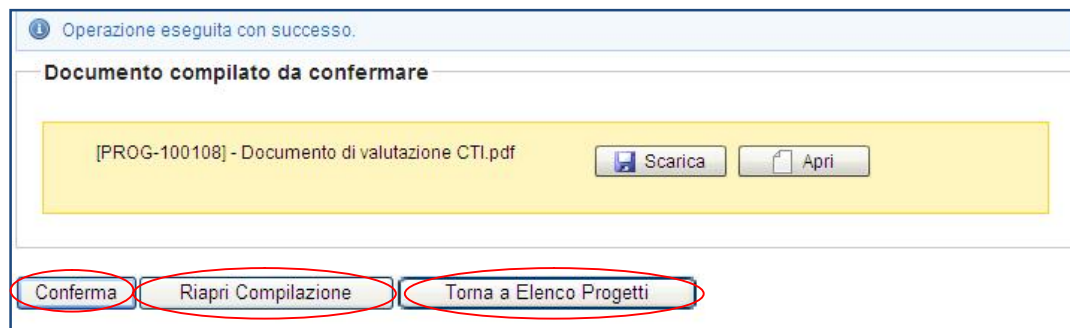 Operazione eseguita con successo.
Documento compilato da confermare
[PROG-100108] - Documento di valutazione CTI.pdf Scarica Apri
Conferma Riapri Compilazione Torna a Elenco Progetti